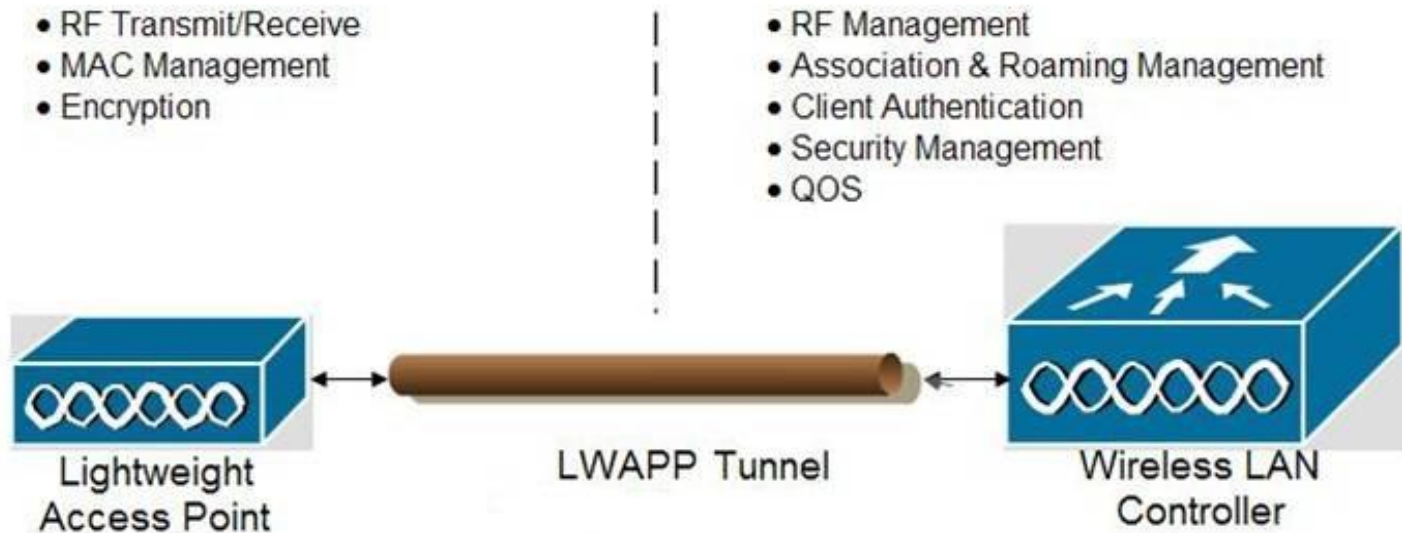 • RF Transmit/Receive
• MAC Management
• Encryption
• RF Management
• Association & Roaming Management
• Client Authentication
• Security Management
• QOS
Lightweight
Access Point
LWAPP Tunnel
Wireless LAN
Controller